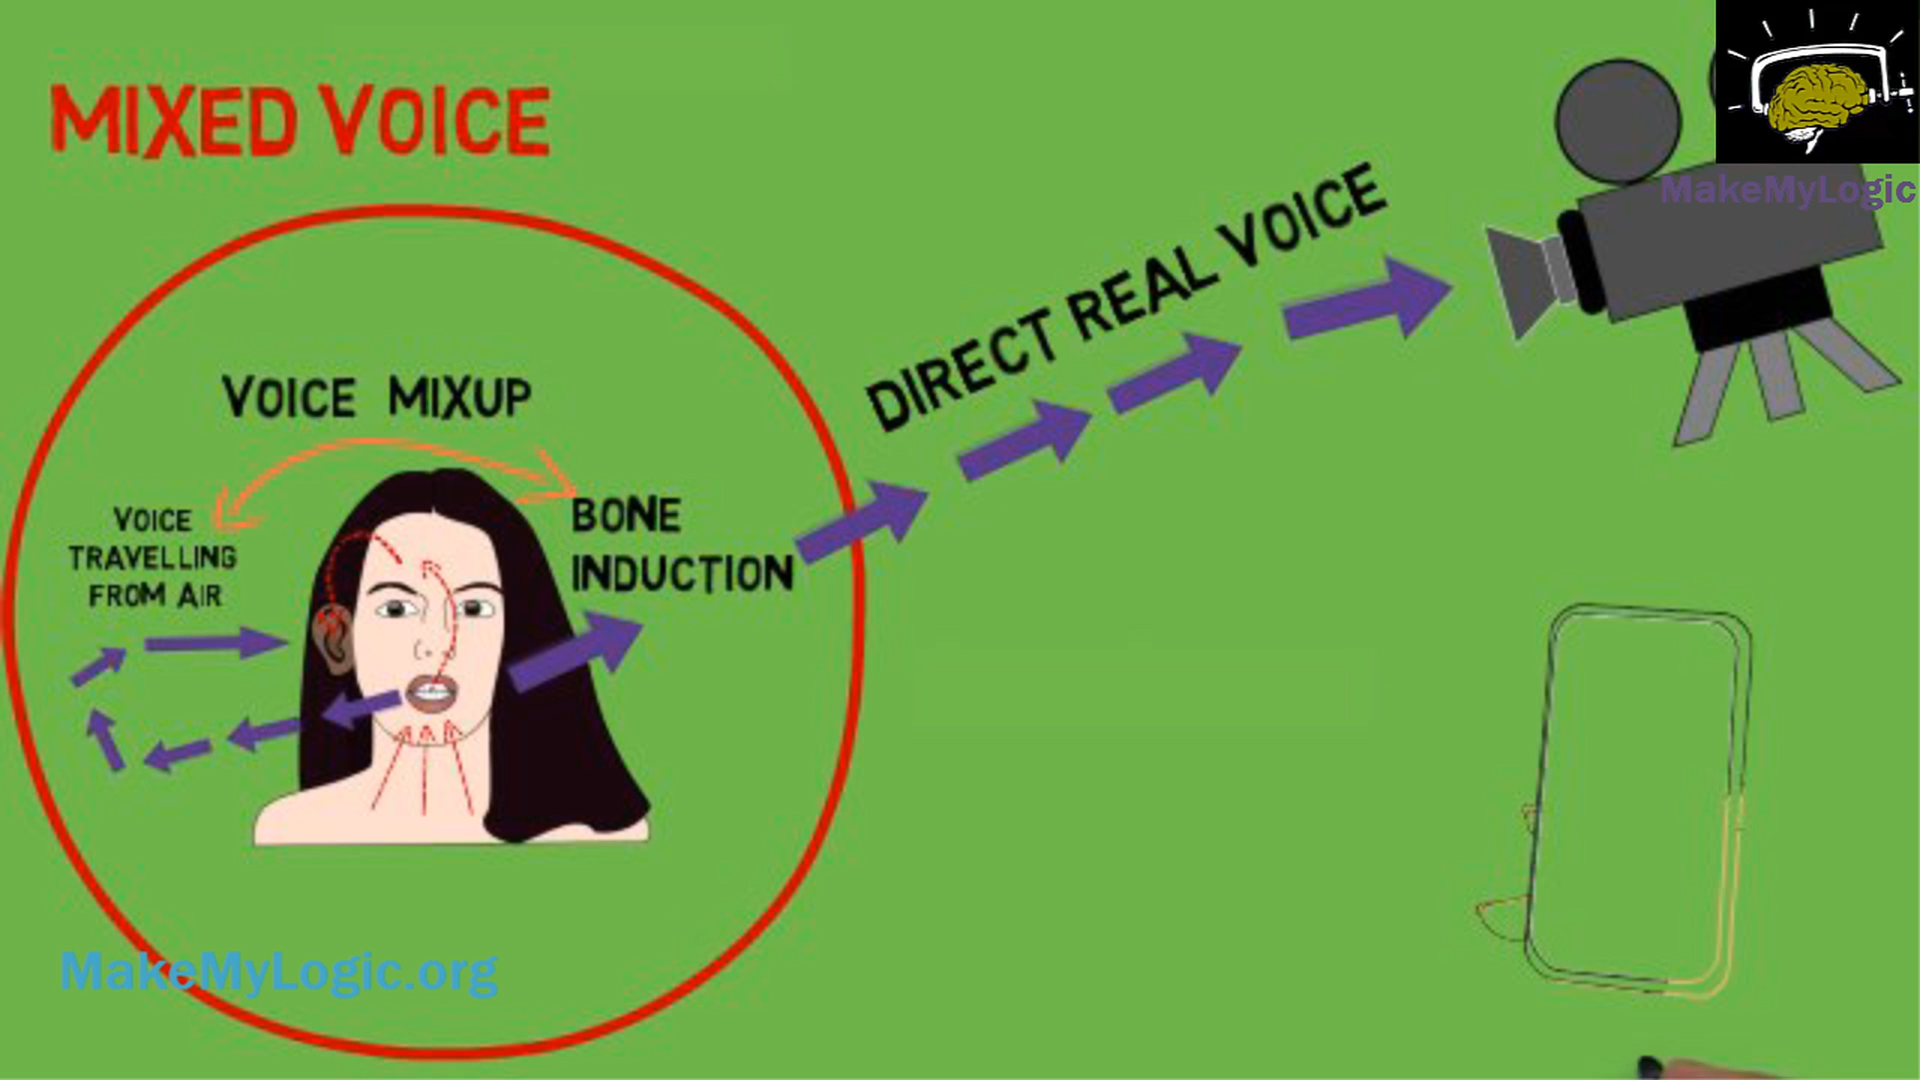 MIXED VOICE
MakeMyLogic
DIRECT REAL VOICE
VOICE MIXUP
VOICE
TRAVELLING
FROM AIR
BONE
INDUCTION
MakeMyLogic.org